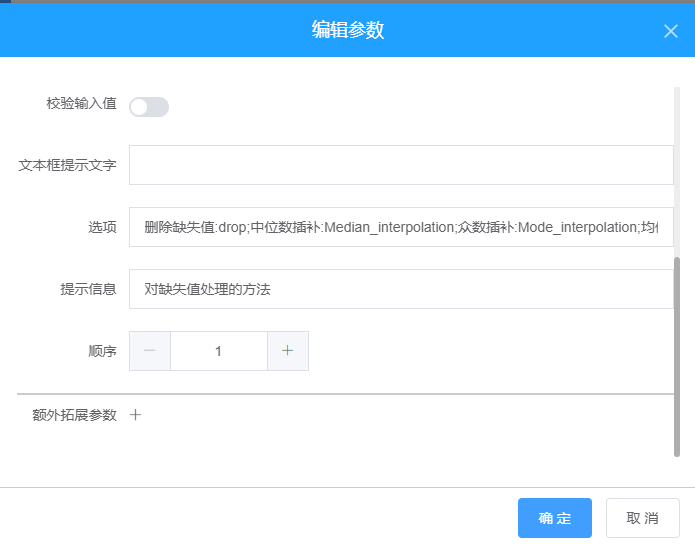 编辑参数
校验输入值
文本框提示文字
选项 删除缺失值:drop;中位数插补:Median_interpolation;众数插补:Mode_interpolation;均
提示信息 对缺失值处理的方法
顺序 1
额外拓展参数
确 定 取 消